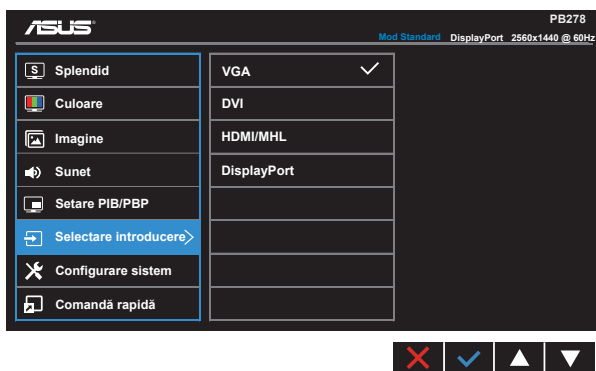 ASUS
PB278
Mod Standard DisplayPort 2560x1440 @ 60Hz
S Splendid
Culoare
Imagine
Sunet
Setare PIB/PBP
Selectare introducere
Configurare sistem
Comandă rapidă
VGA
DVI
HDMI/MHL
DisplayPort